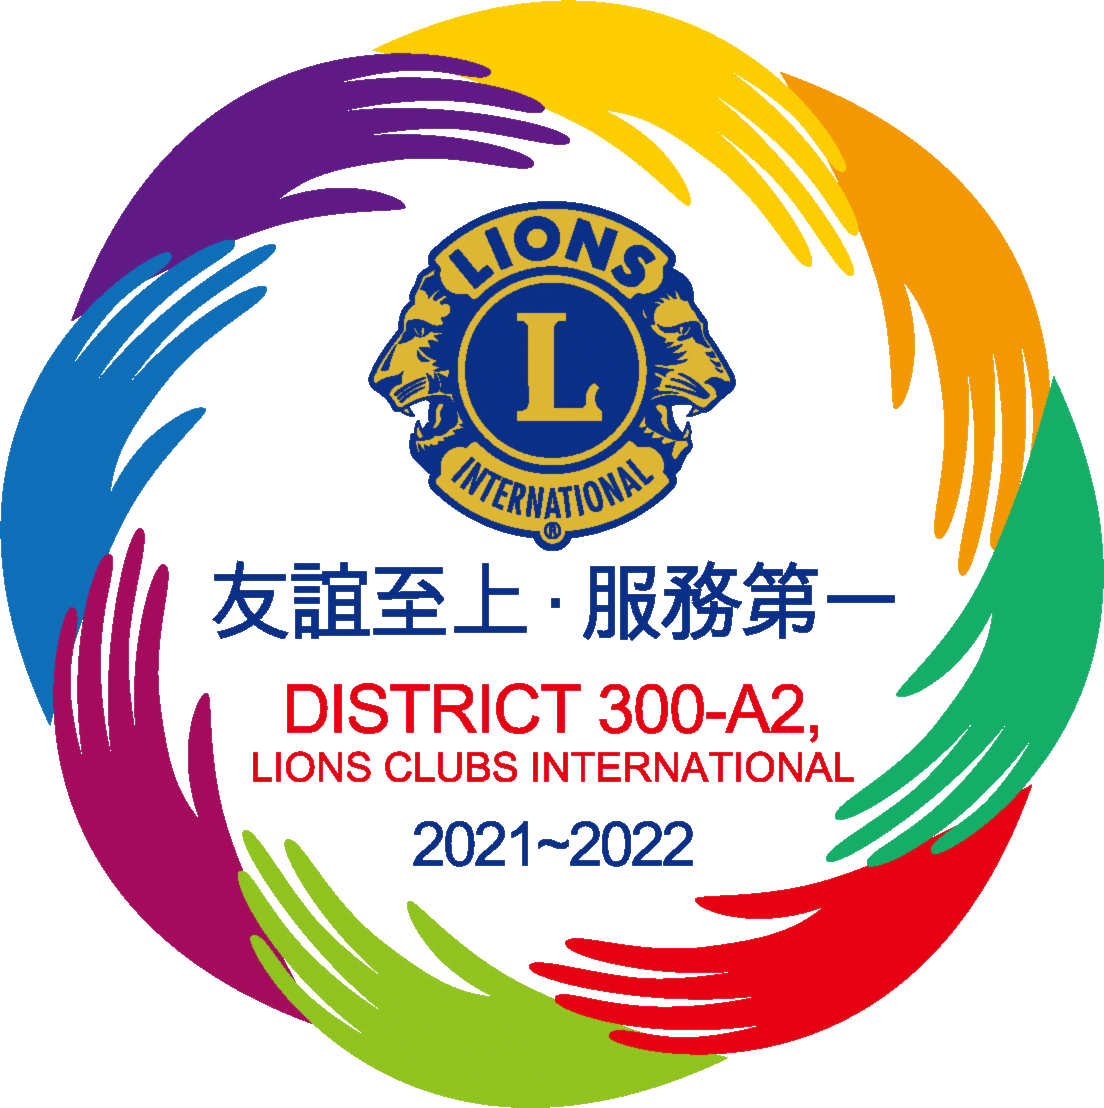 LIONS
L
INTERNATIONAL
®
友誼至上·服務第一
DISTRICT 300-A2,
LIONS CLUBS INTERNATIONAL
2021~2022